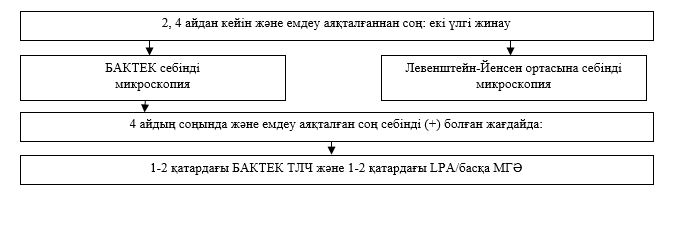 2, 4 айдан кейін және емдеу аяқталғаннан соң: екі үлгі жинау
БАКТЕК себінді
микроскопия
Левенштейн-Йенсен ортасына себінді
микроскопия
4 айдың соңында және емдеу аяқталған соң себінді (+) болған жағдайда:
1-2 қатардағы БАКТЕК ТЛЧ және 1-2 қатардағы LPA/басқа МГӘ